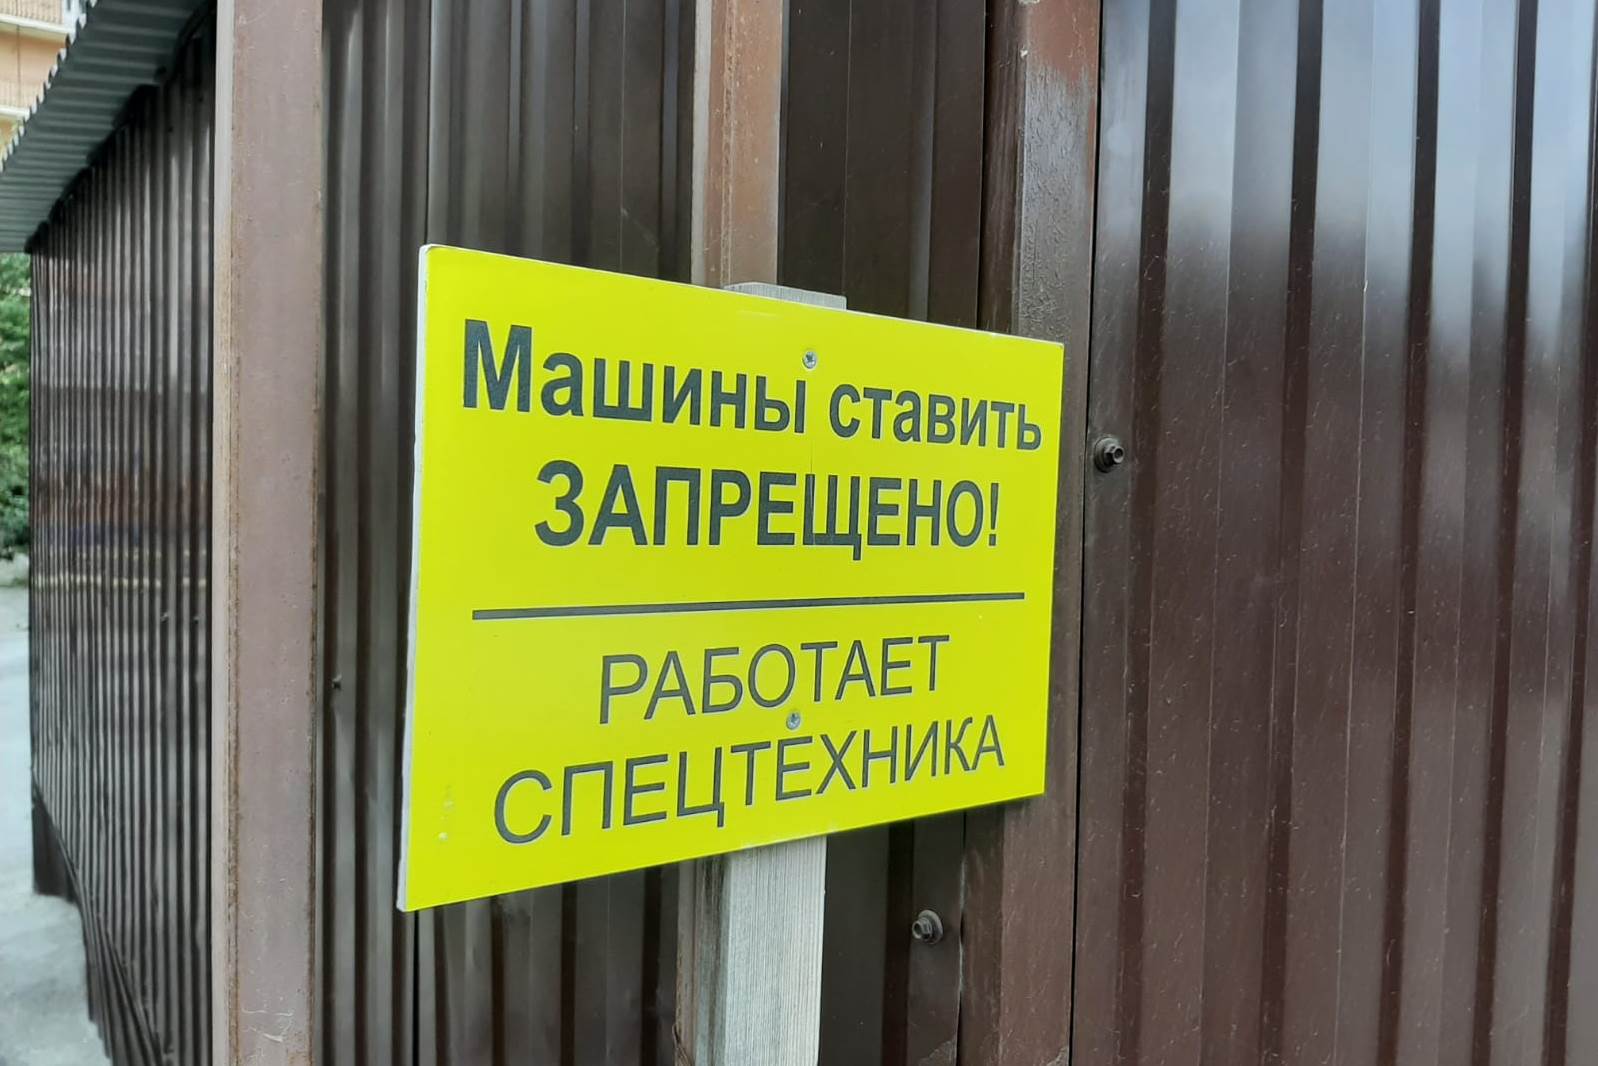 Машины ставить
ЗАПРЕЩЕНО!
РАБОТАЕТ
СПЕЦТЕХНИКА